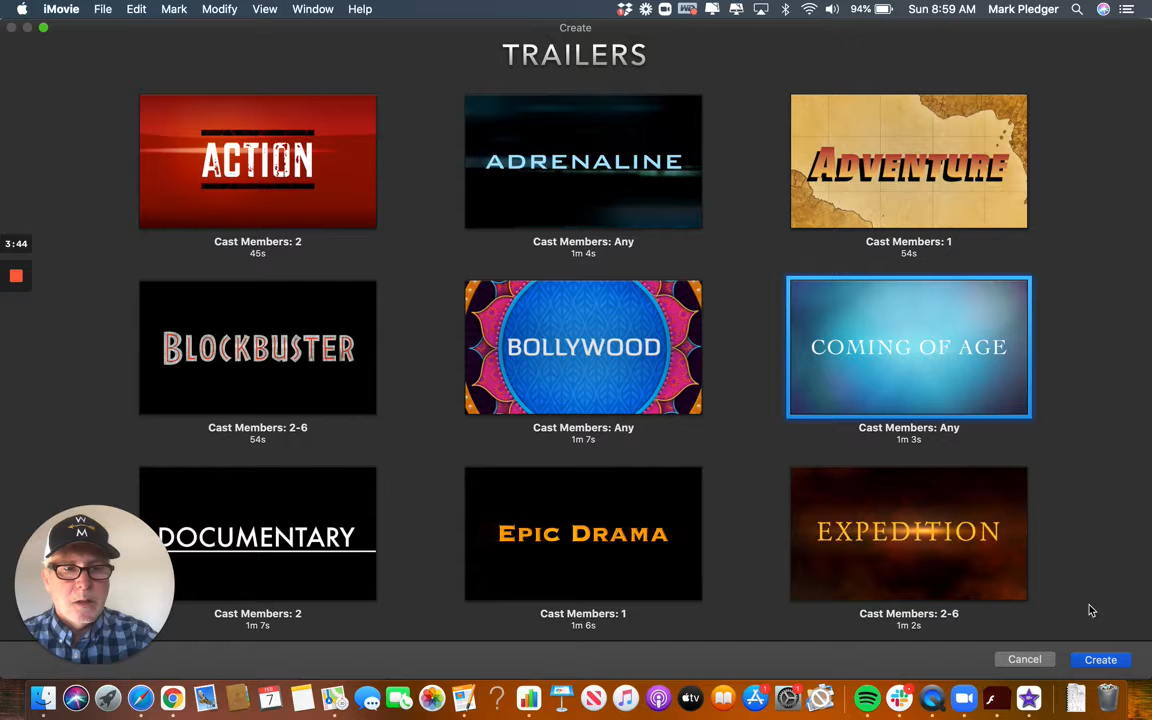 iMovie File Edit Mark Modify View Window Help 94% Sun 8:59 AM Mark Pledger
Create
TRAILERS
ACTION
ADRENALINE
ADVENTURE
Cast Members: 2
Cast Members: Any
Cast Members: 1
45s
1m 4s
54s
3:44
BLOCKBUSTER
BOLLYWOOD
COMING OF AGE
Cast Members: 2-6
Cast Members: Any
Cast Members: Any
54s
1m 7s
1m 3s
DOCUMENTARY
EPIC DRAMA
EXPEDITION
W
M
Cast Members: 2
Cast Members: 1
Cast Members: 2-6
1m 7s
1m 6s
1m 2s
Cancel Create
FEB
7
tv
1